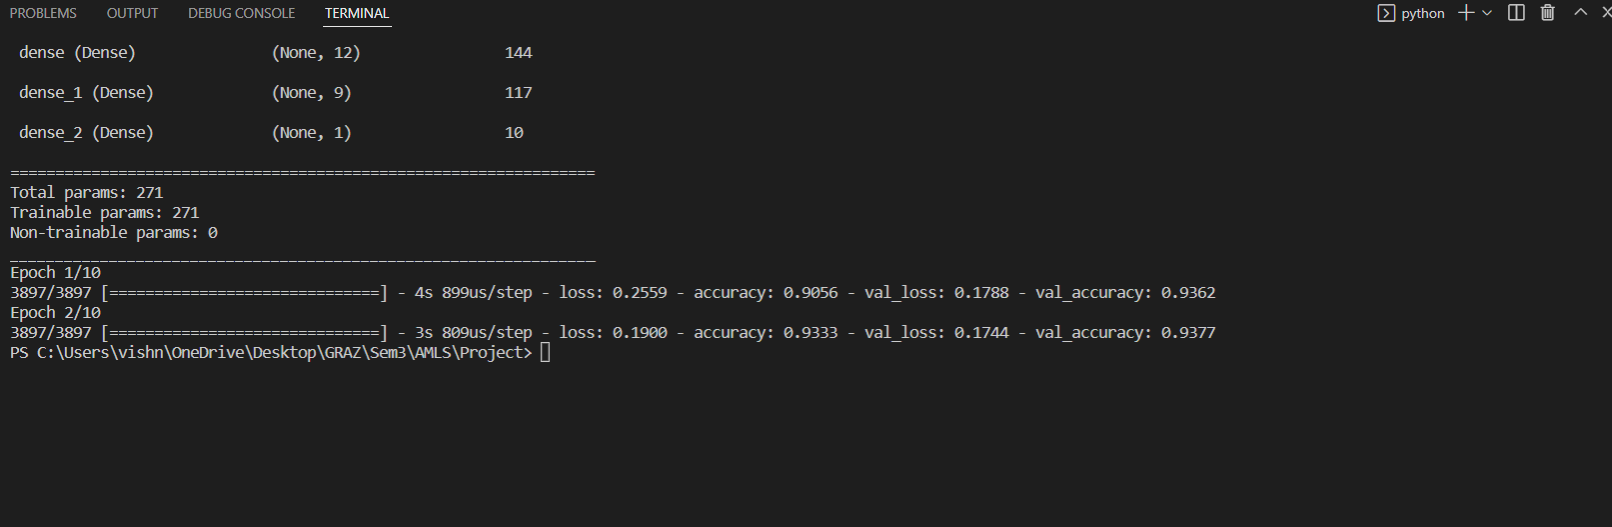 PROBLEMS OUTPUT DEBUG CONSOLE TERMINAL python
dense (Dense) (None, 12) 144
dense_1 (Dense) (None, 9) 117
dense_2 (Dense) (None, 1) 10
=================================================================
Total params: 271
Trainable params: 271
Non-trainable params: 0
_________________________________________________________________
Epoch 1/10
3897/3897 [==============================] - 4s 899us/step - loss: 0.2559 - accuracy: 0.9056 - val_loss: 0.1788 - val_accuracy: 0.9362
Epoch 2/10
3897/3897 [==============================] - 3s 809us/step - loss: 0.1900 - accuracy: 0.9333 - val_loss: 0.1744 - val_accuracy: 0.9377
PS C:\Users\vishn\OneDrive\Desktop\GRAZ\Sem3\AMLS\Project>